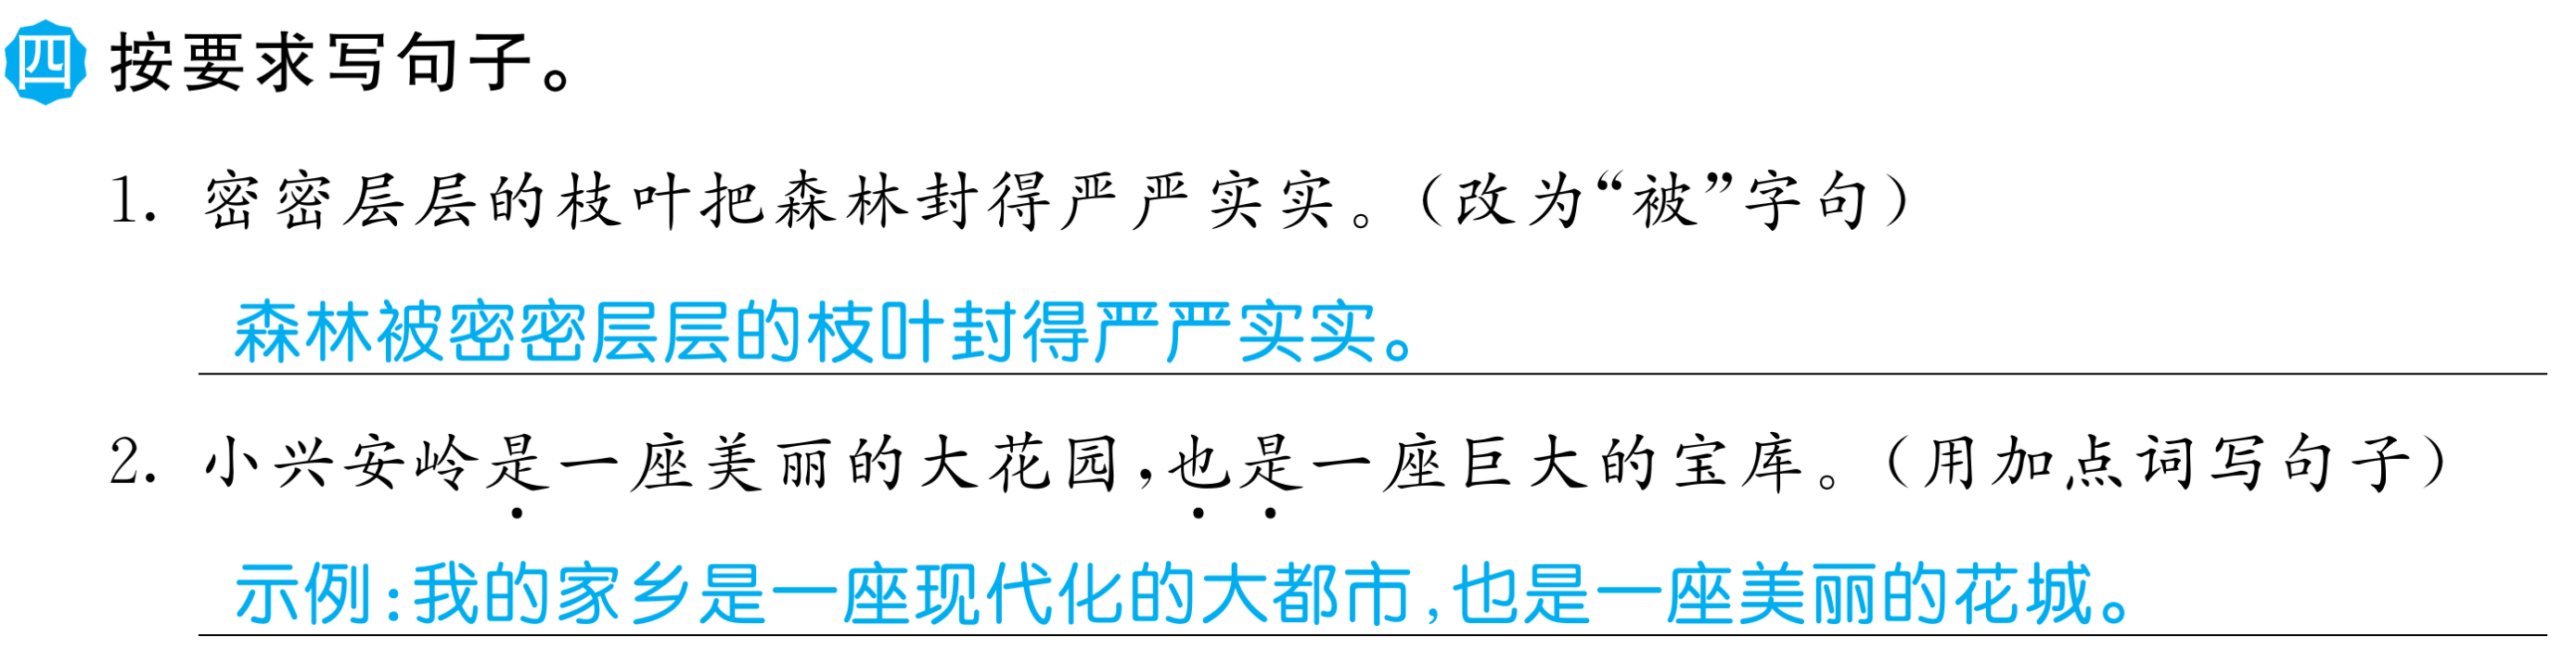 四 按要求写句子。
1. 密密层层的枝叶把森林封得严严实实。(改为“被”字句)
森林被密密层层的枝叶封得严严实实。
2. 小兴安岭是一座美丽的大花园,也是一座巨大的宝库。(用加点词写句子)
示例:我的家乡是一座现代化的大都市,也是一座美丽的花城。